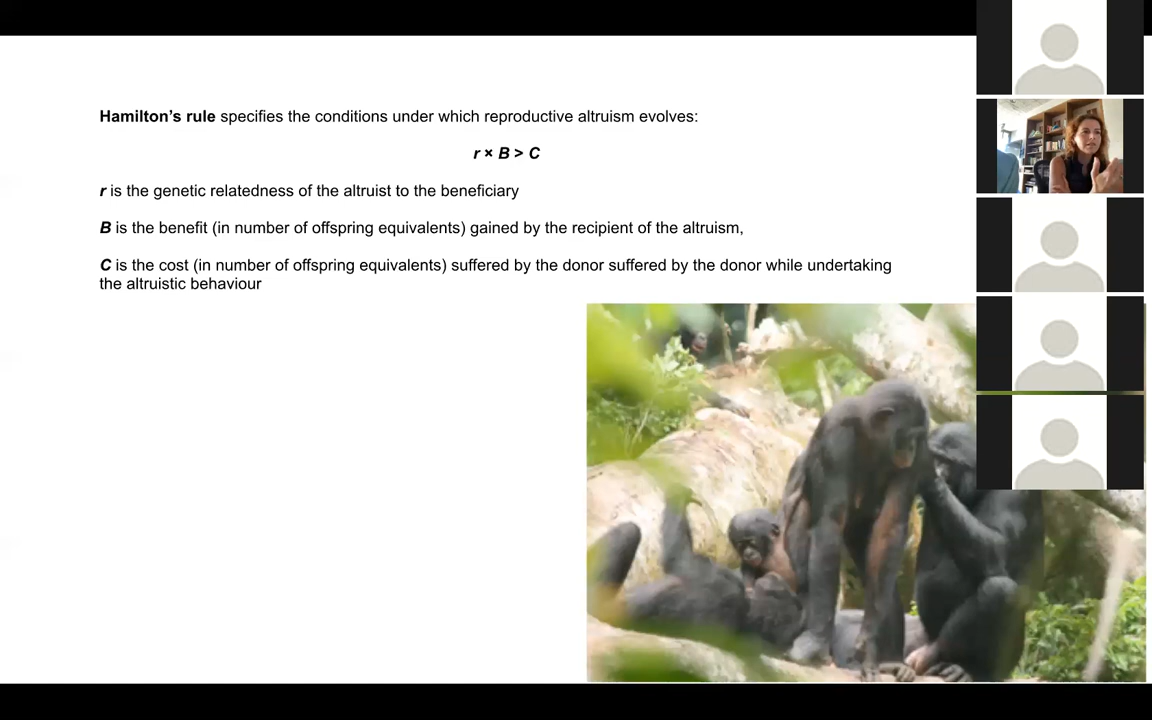 Hamilton’s rule specifies the conditions under which reproductive altruism evolves:
r × B > C
r is the genetic relatedness of the altruist to the beneficiary
B is the benefit (in number of offspring equivalents) gained by the recipient of the altruism,
C is the cost (in number of offspring equivalents) suffered by the donor suffered by the donor while undertaking
the altruistic behaviour